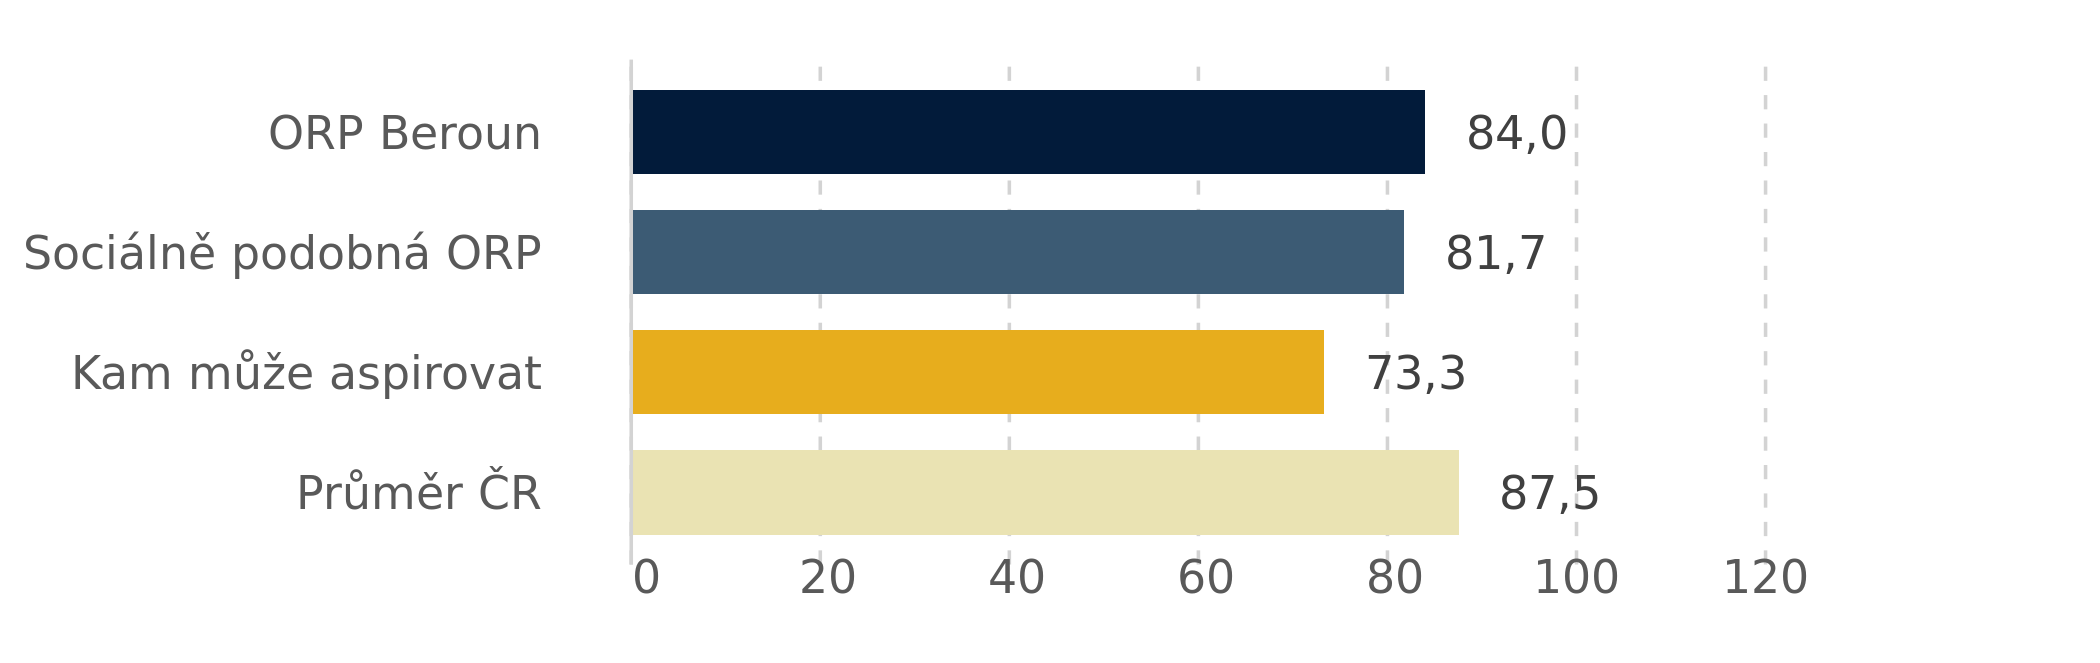 ORP Beroun 84,0
Sociálně podobná ORP 81,7
Kam může aspirovat 73,3
Průměr ČR 87,5
0 20 40 60 80 100 120